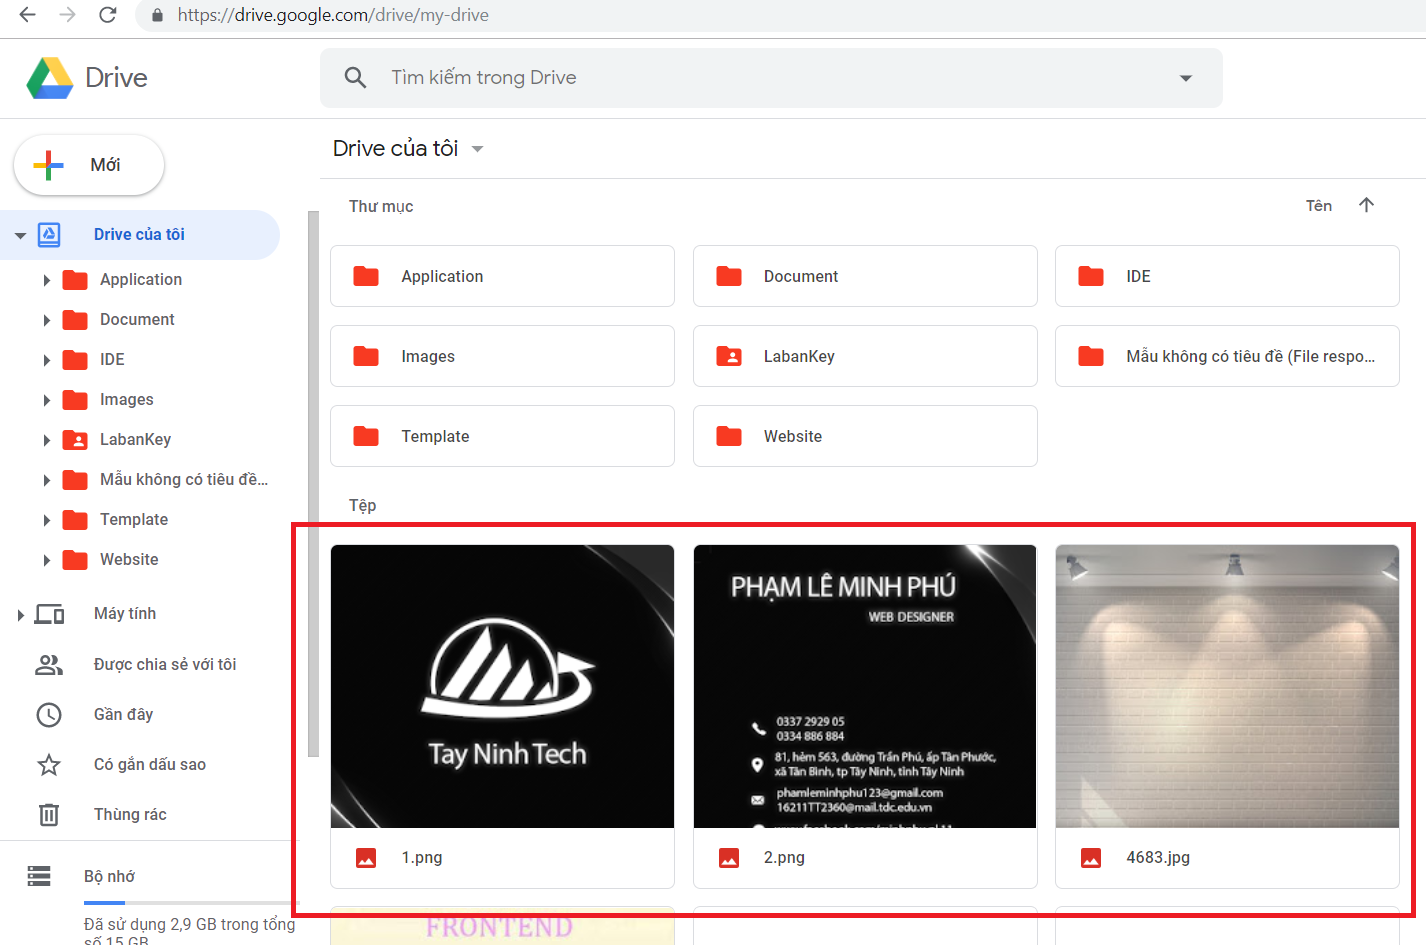 https://drive.google.com/drive/my-drive
Drive
Tìm kiếm trong Drive
Mới
Drive của tôi
Drive của tôi
Application
Document
IDE
Images
LabanKey
Mẫu không có tiêu đề...
Template
Website
Máy tính
Được chia sẻ với tôi
Gần đây
Có gắn dấu sao
Thùng rác
Bộ nhớ
Đã sử dụng 2,9 GB trong tổng
số 15 GB
Thư mục
Tên
Application
Document
IDE
Images
LabanKey
Mẫu không có tiêu đề (File respo...
Template
Website
Tệp
Tay Ninh Tech
1.png
PHẠM LÊ MINH PHÚ
WEB DESIGNER
0337 2929 05
0334 886 884
81, hẻm 563, đường Trần Phú, ấp Tân Phước,
xã Tân Bình, tp Tây Ninh, tỉnh Tây Ninh
phamleminhphu123@gmail.com
16211TT2360@mail.tdc.edu.vn
2.png
4683.jpg
FRONTEND